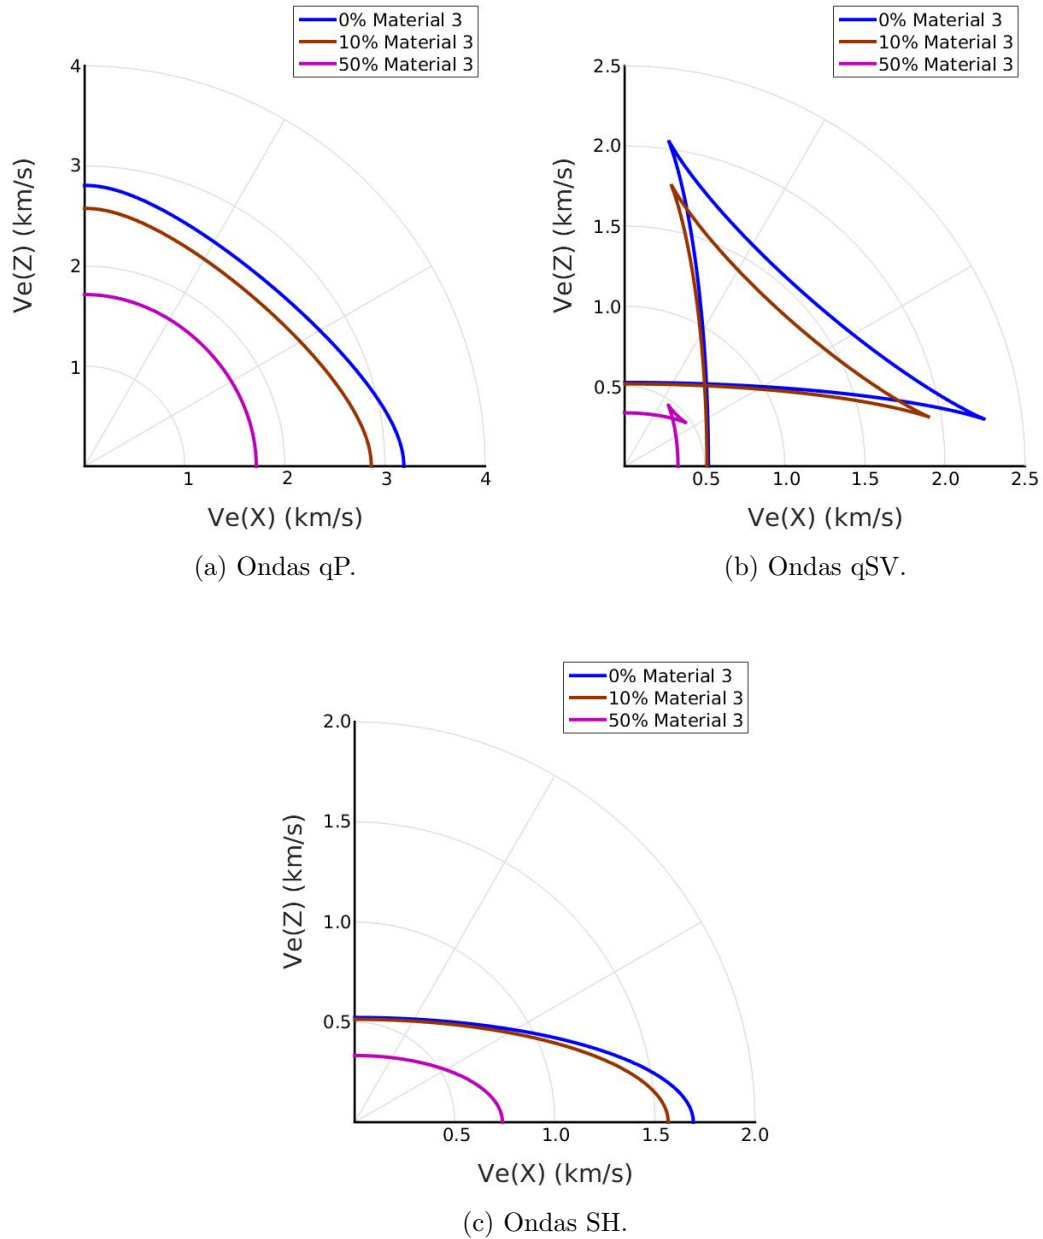 0% Material 3
10% Material 3
50% Material 3
4
3
2
1
Ve(Z) (km/s)
1
2
3
4
Ve(X) (km/s)
(a) Ondas qP.
0% Material 3
10% Material 3
50% Material 3
2.5
2.0
1.5
1.0
0.5
Ve(Z) (km/s)
0.5
1.0
1.5
2.0
2.5
Ve(X) (km/s)
(b) Ondas qSV.
0% Material 3
10% Material 3
50% Material 3
2.0
1.5
1.0
0.5
Ve(Z) (km/s)
0.5
1.0
1.5
2.0
Ve(X) (km/s)
(c) Ondas SH.